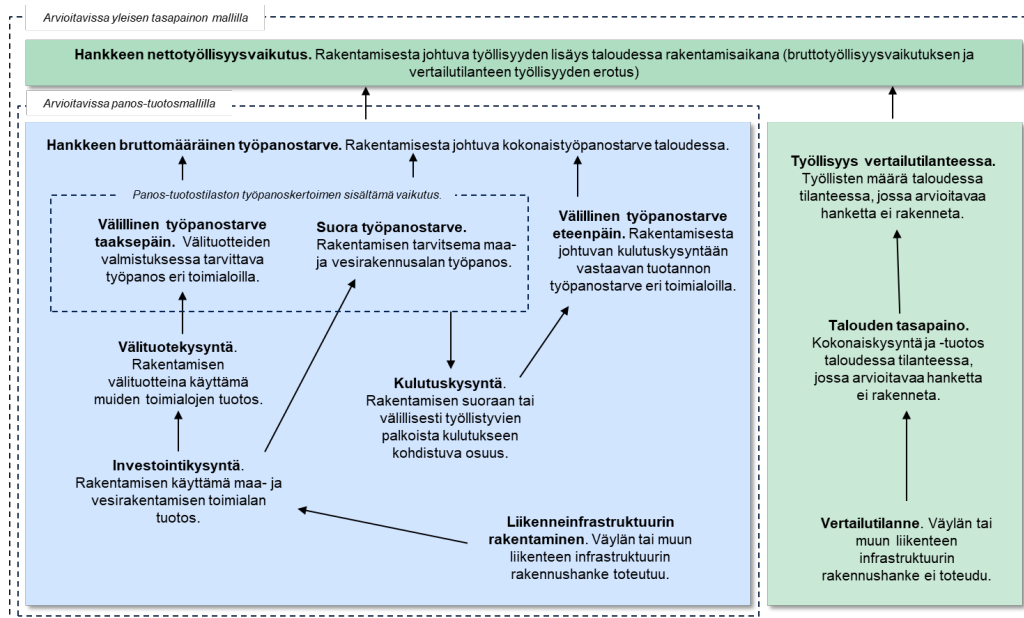 Arvioitavissa yleisen tasapainon mallilla
Hankkeen nettotyöllisyysvaikutus. Rakentamisesta johtuva työllisyyden lisäys taloudessa rakentamisaikana (bruttotyöllisyysvaikutuksen ja
vertailutilanteen työllisyyden erotus)
Arvioitavissa panos-tuotosmallilla
Hankkeen bruttomääräinen työpanostarve. Rakentamisesta johtuva kokonaistyöpanostarve taloudessa.
Panos-tuotostilaston työpanoskertoimen sisältämä vaikutus.
Välillinen työpanostarve
taaksepäin. Välituotteiden
valmistuksessa tarvittava
työpanos eri toimialoilla.
Suora työpanostarve.
Rakentamisen tarvitsema maa-
ja vesirakennusalan työpanos.
Välillinen työpanostarve
eteenpäin. Rakentamisesta
johtuvan kulutuskysyntään
vastaavan tuotannon
työpanostarve eri toimialoilla.
Välituotekysyntä.
Rakentamisen
välituotteina käyttämä
muiden toimialojen tuotos.
Kulutuskysyntä.
Rakentamisen suoraan tai
välillisesti työllistyvien
palkoista kulutukseen
kohdistuva osuus.
Investointikysyntä.
Rakentamisen käyttämä maa- ja
vesirakentamisen toimialan
tuotos.
Liikenneinfrastruktuurin
rakentaminen. Väylän tai muun
liikenteen infrastruktuurin
rakennushanke toteutuu.
Työllisyys vertailutilanteessa.
Työllisten määrä taloudessa
tilanteessa, jossa arvioitavaa
hanketta ei rakenneta.
Talouden tasapaino.
Kokonaiskysyntä ja -tuotos
taloudessa tilanteessa,
jossa arvioitavaa hanketta
ei rakenneta.
Vertailutilanne. Väylän tai
muun liikenteen
infrastruktuurin
rakennushanke ei toteudu.